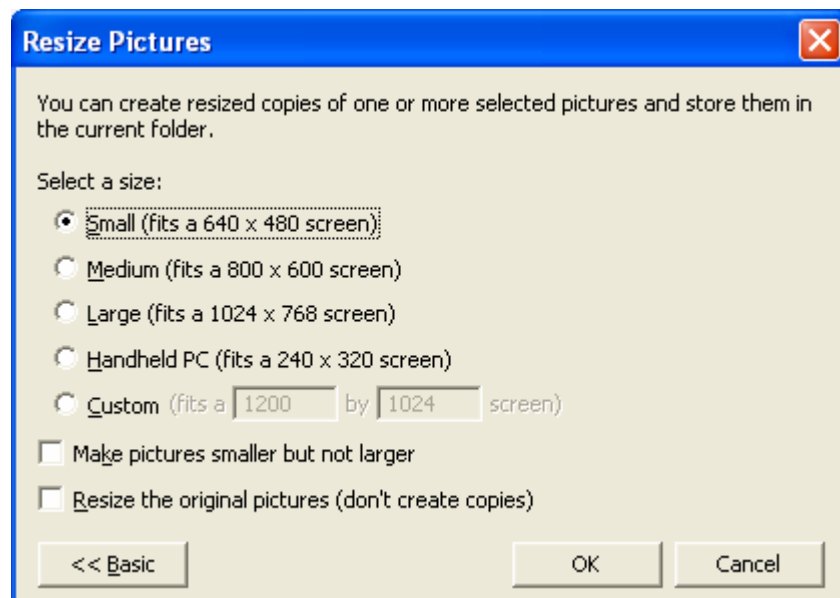 Resize Pictures
You can create resized copies of one or more selected pictures and store them in
the current folder.
Select a size:
Small (fits a 640 x 480 screen)
Medium (fits a 800 x 600 screen)
Large (fits a 1024 x 768 screen)
Handheld PC (fits a 240 x 320 screen)
Custom (fits a 1200 by 1024 screen)
Make pictures smaller but not larger
Resize the original pictures (don't create copies)
<< Basic OK Cancel